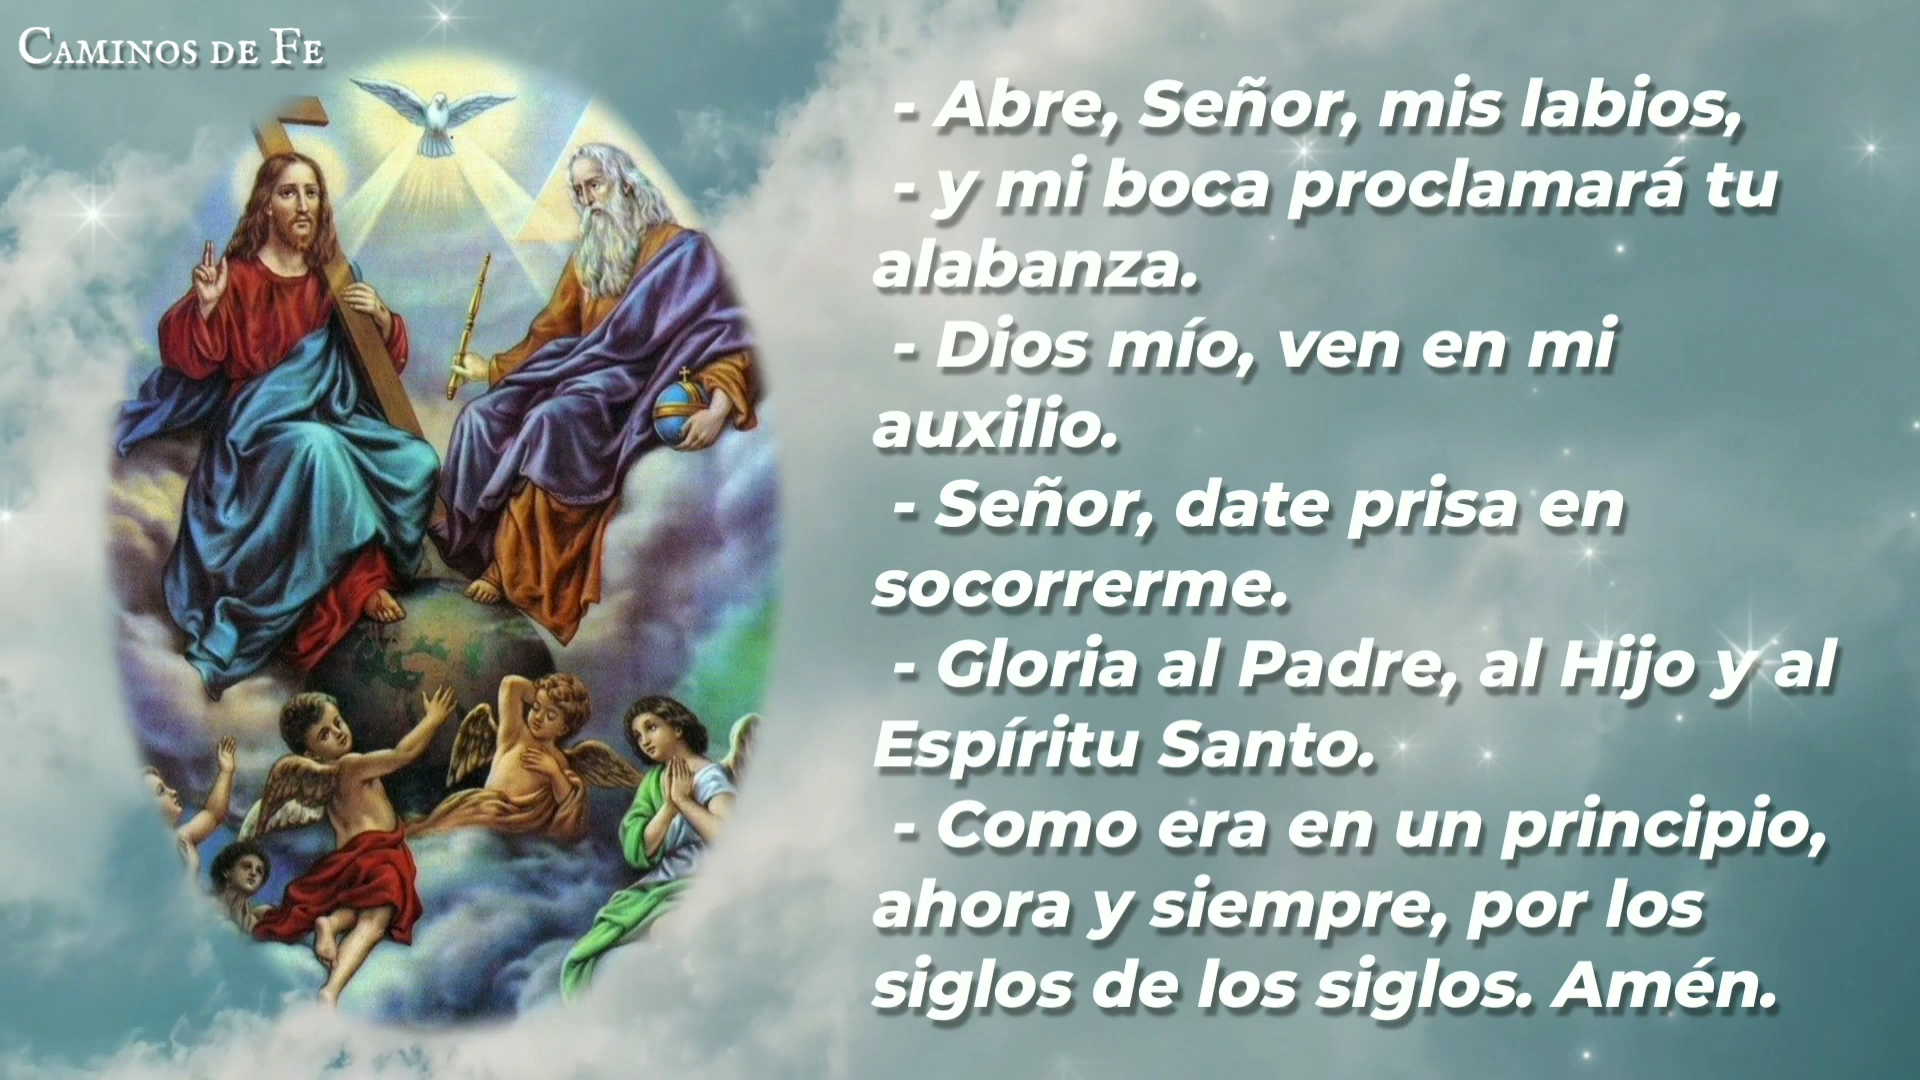 Caminos de Fe
- Abre, Señor, mis labios,
- y mi boca proclamará tu
alabanza.
- Dios mío, ven en mi
auxilio.
- Señor, date prisa en
socorrerme.
- Gloria al Padre, al Hijo y al
Espíritu Santo.
- Como era en un principio,
ahora y siempre, por los
siglos de los siglos. Amén.